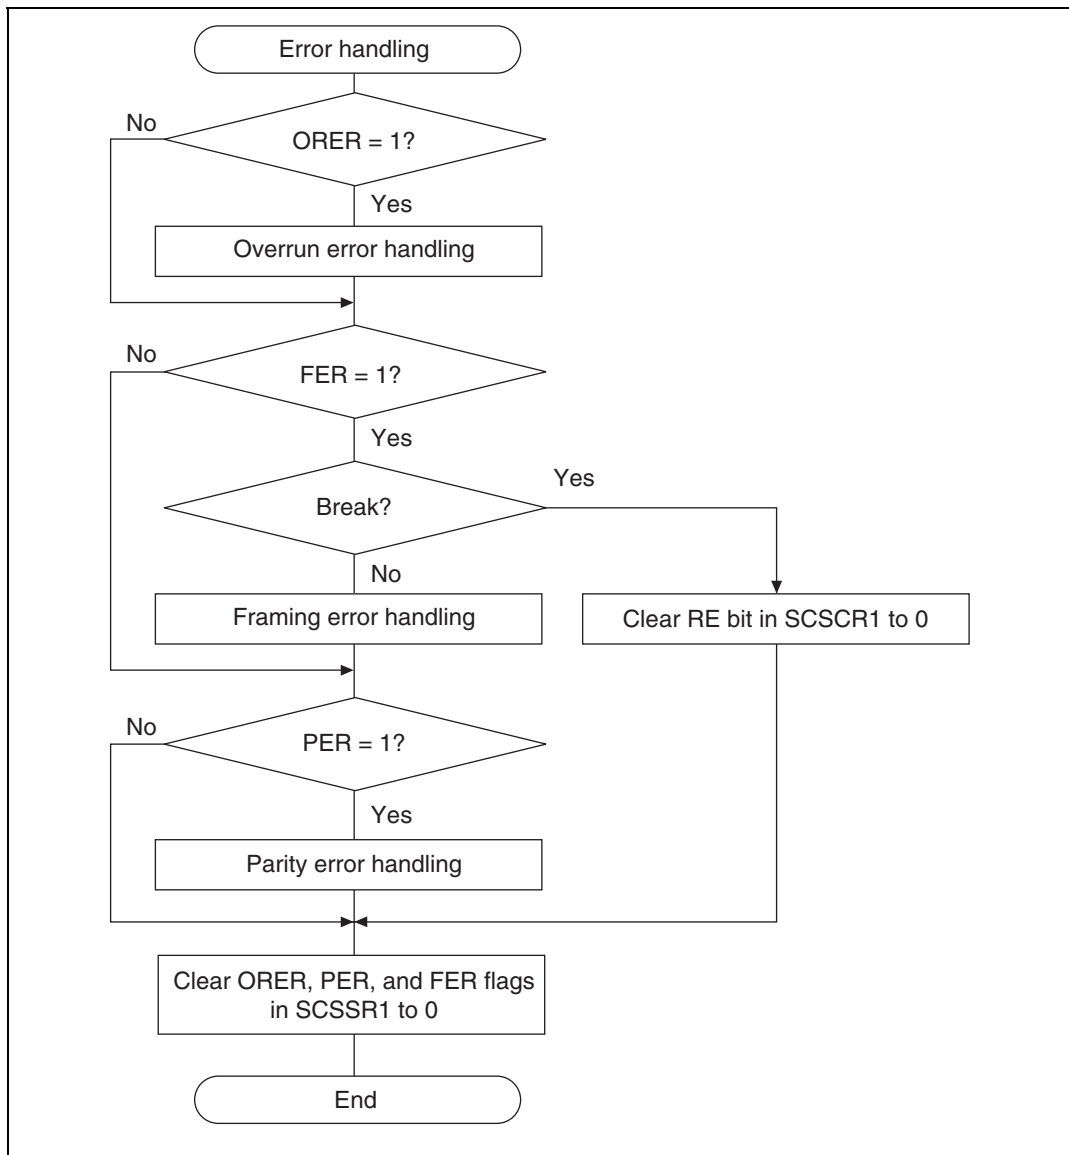 Error handling
No
ORER = 1?
Yes
Overrun error handling
No
FER = 1?
Yes
Yes
Break?
No
Framing error handling
Clear RE bit in SCSCR1 to 0
No
PER = 1?
Yes
Parity error handling
Clear ORER, PER, and FER flags
in SCSSR1 to 0
End